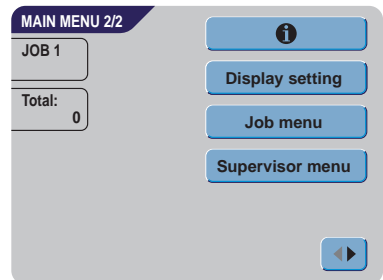 MAIN MENU 2/2
JOB 1
Total:
0
Display setting
Job menu
Supervisor menu